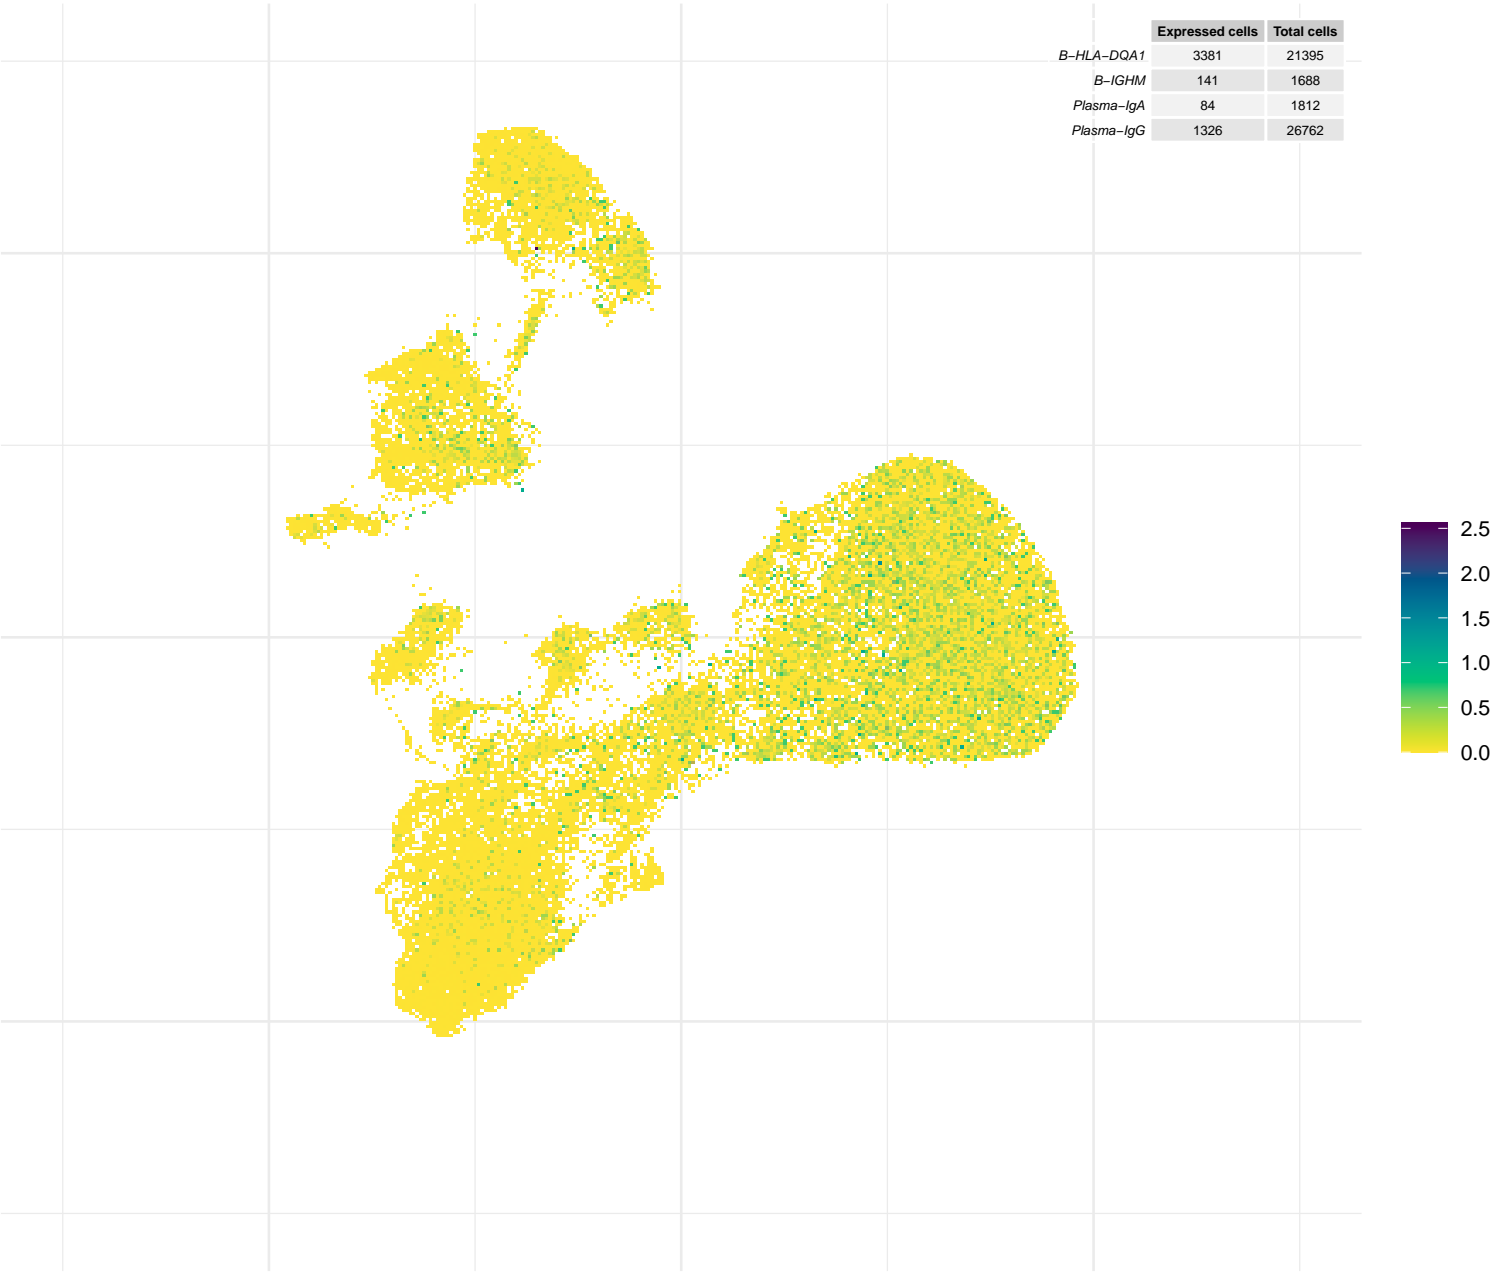 Expressed cells Total cells
B−HLA−DQA1 3381 21395
B−IGHM 141 1688
Plasma−IgA 84 1812
Plasma−IgG 1326 26762
2.5
2.0
1.5
1.0
0.5
0.0